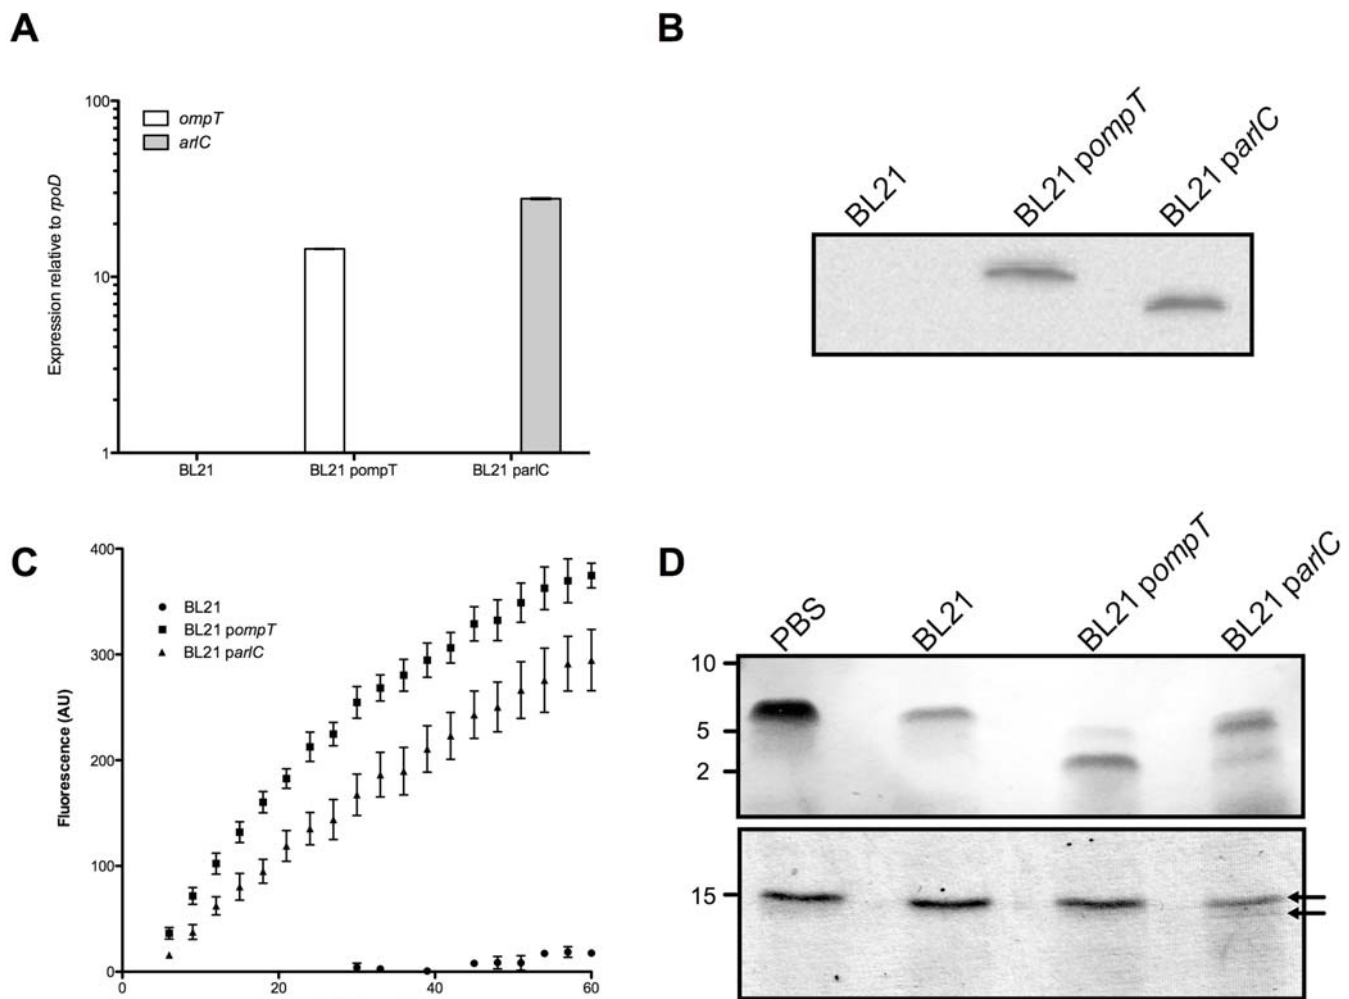 A
100
10
1
Expression relative to rpoD
ompT
arlC
BL21
BL21 pompT
BL21 parlC
B
BL21
BL21 pompT
BL21 parlC
C
400
300
200
100
0
Fluorescence (AU)
BL21
BL21 pompT
BL21 parlC
0
20
40
60
D
PBS
BL21
BL21 pompT
BL21 parlC
10
5
2
15